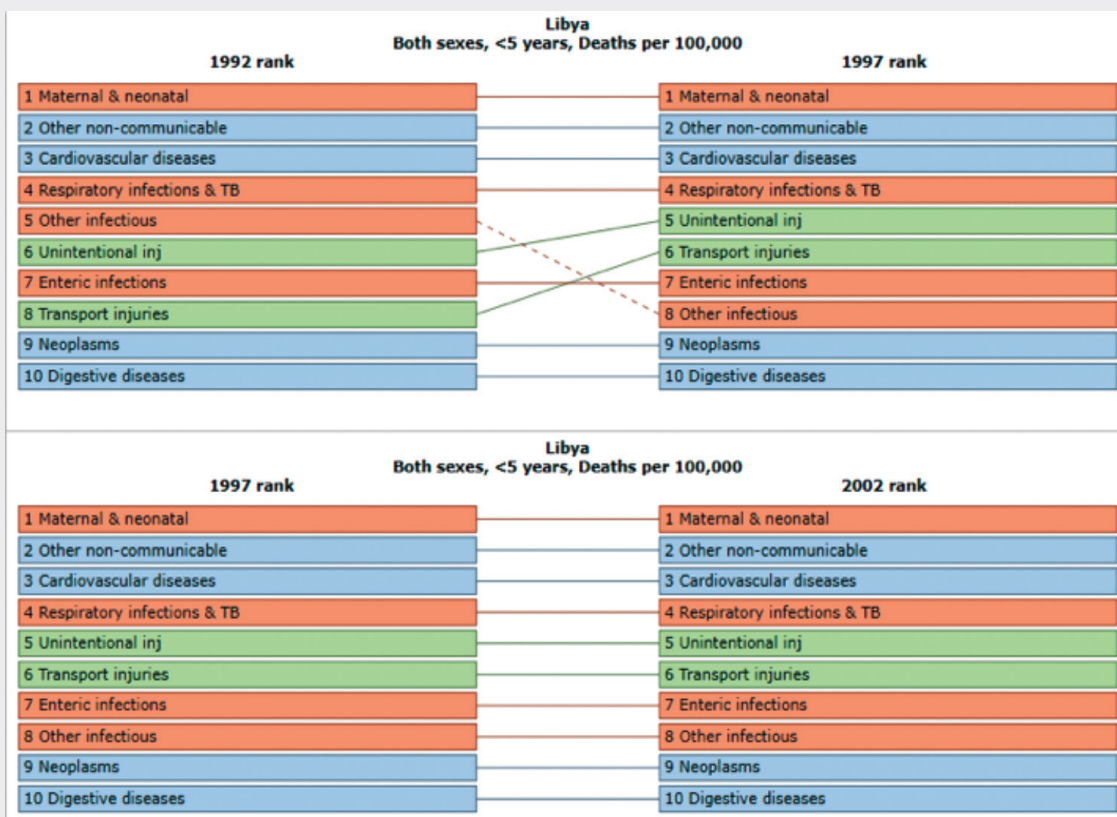 Libya
Both sexes, <5 years, Deaths per 100,000
1992 rank 1997 rank
1 Maternal & neonatal 1 Maternal & neonatal
2 Other non-communicable 2 Other non-communicable
3 Cardiovascular diseases 3 Cardiovascular diseases
4 Respiratory infections & TB 4 Respiratory infections & TB
5 Other infectious 5 Unintentional inj
6 Unintentional inj 6 Transport injuries
7 Enteric infections 7 Enteric infections
8 Transport injuries 8 Other infectious
9 Neoplasms 9 Neoplasms
10 Digestive diseases 10 Digestive diseases
Libya
Both sexes, <5 years, Deaths per 100,000
1997 rank 2002 rank
1 Maternal & neonatal 1 Maternal & neonatal
2 Other non-communicable 2 Other non-communicable
3 Cardiovascular diseases 3 Cardiovascular diseases
4 Respiratory infections & TB 4 Respiratory infections & TB
5 Unintentional inj 5 Unintentional inj
6 Transport injuries 6 Transport injuries
7 Enteric infections 7 Enteric infections
8 Other infectious 8 Other infectious
9 Neoplasms 9 Neoplasms
10 Digestive diseases 10 Digestive diseases